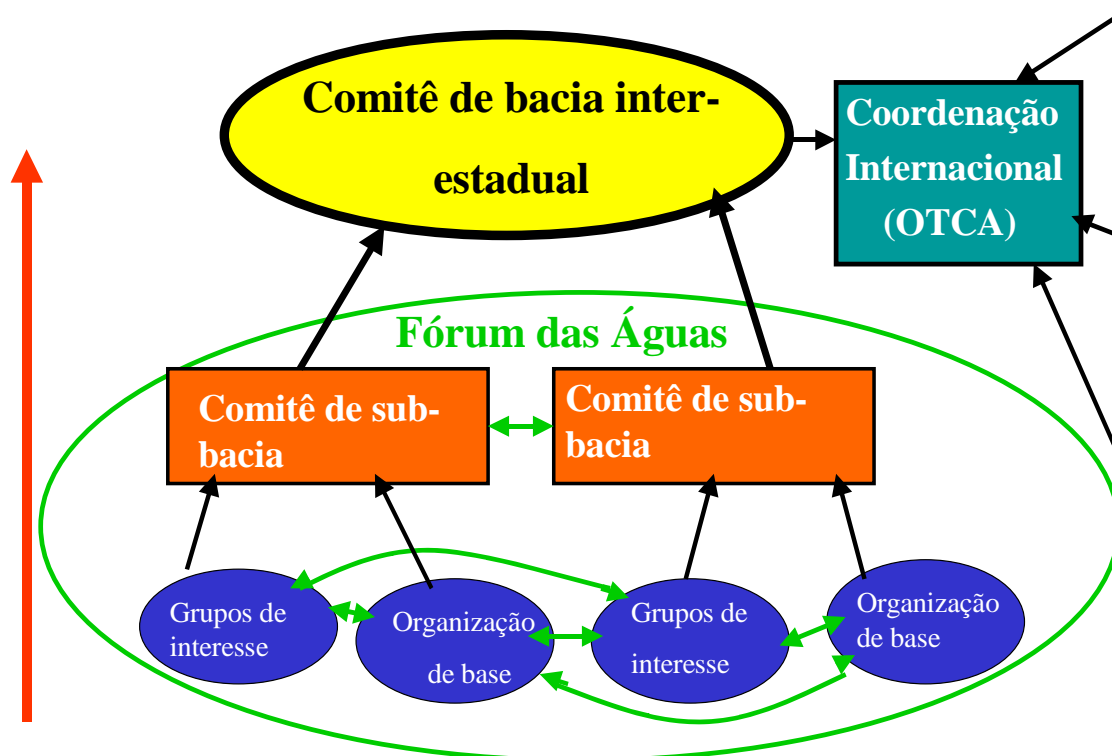 Comitê de bacia inter-
estadual
Coordenação
Internacional
(OTCA)
Fórum das Águas
Comitê de sub-
bacia
Comitê de sub-
bacia
Grupos de
interesse
Organização
de base
Grupos de
interesse
Organização
de base